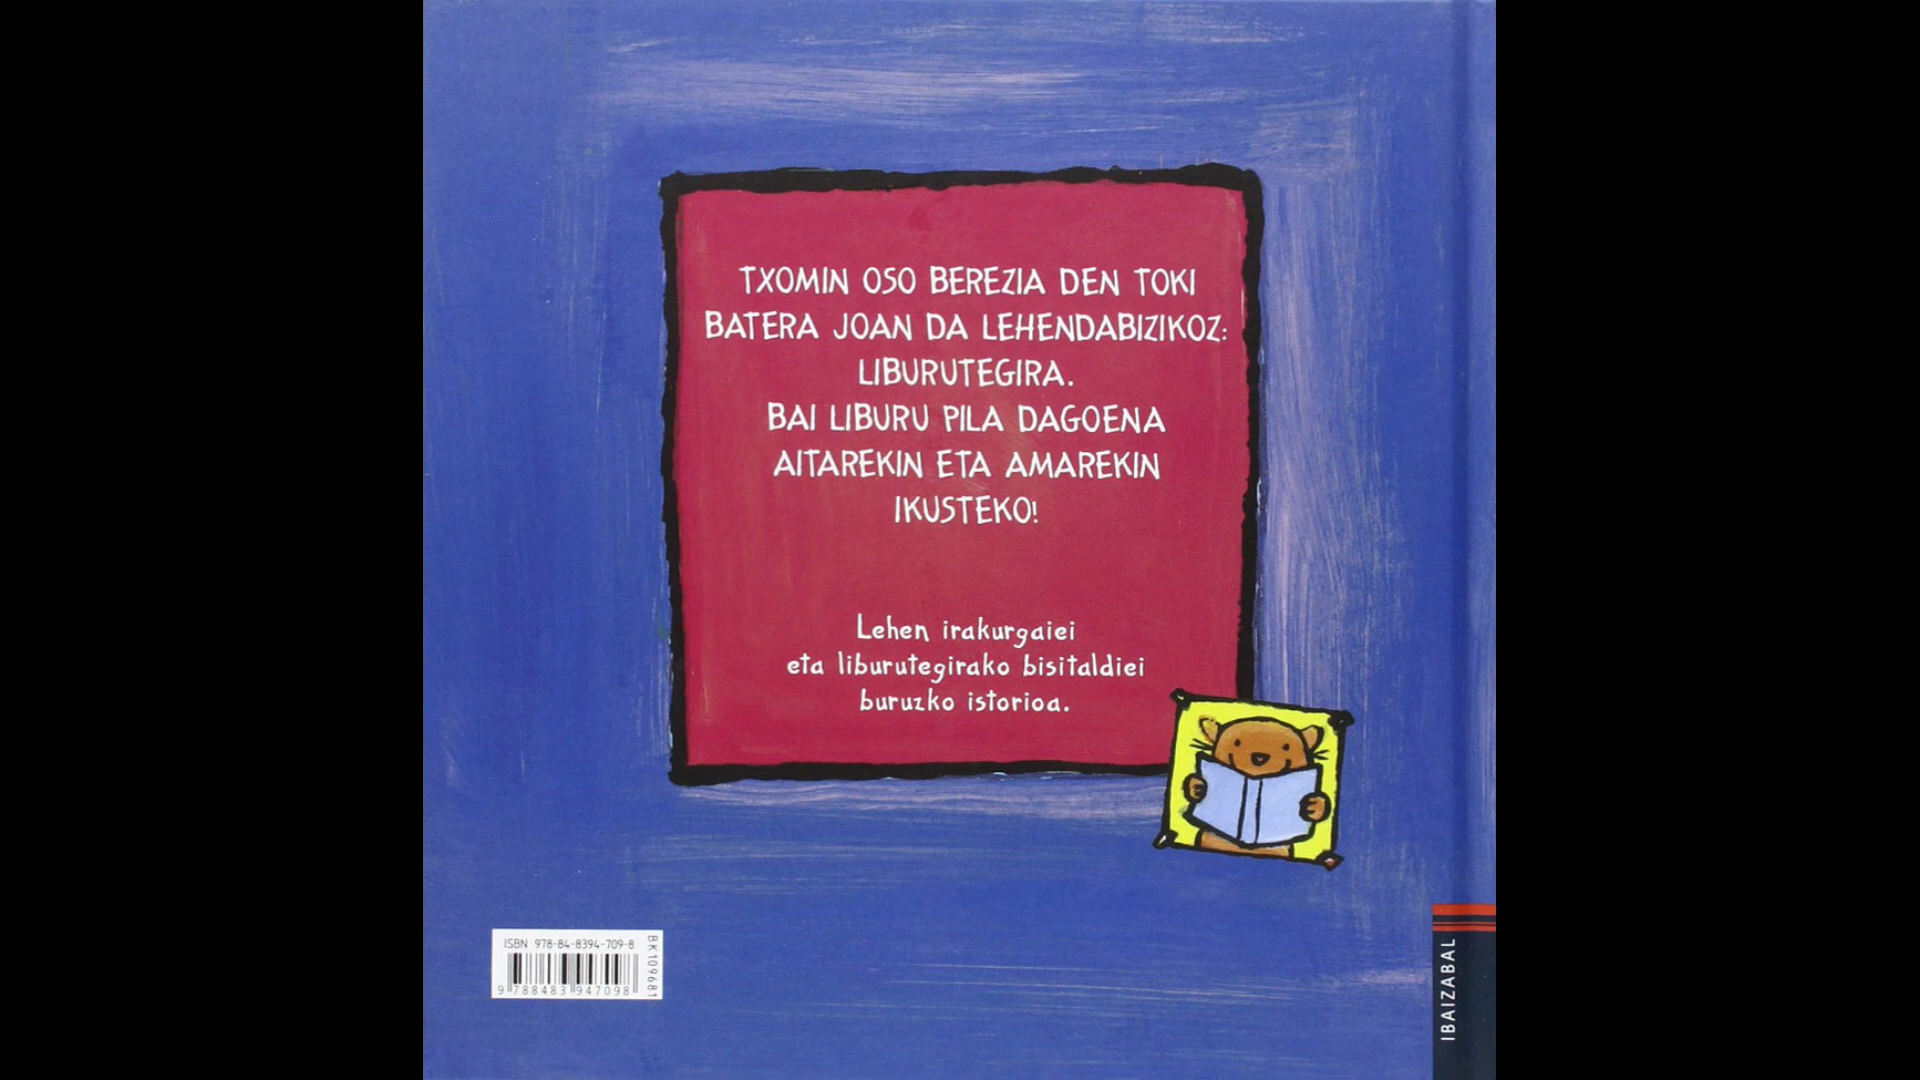 TXOMIN OSO BEREZIA DEN TOKI
BATERA JOAN DA LEHENDABIZIKOZ:
LIBURUTEGIRA.
BAI LIBURU PILA DAGOENA
AITAREKIN ETA AMAREKIN
IKUSTEKO!
Lehen irakurgaiei
eta liburutegirako bisitaldiei
buruzko istorioa.
ISBN 978-84-8394-709-8
9 788483 947098
BK109681
IBAIZABAL